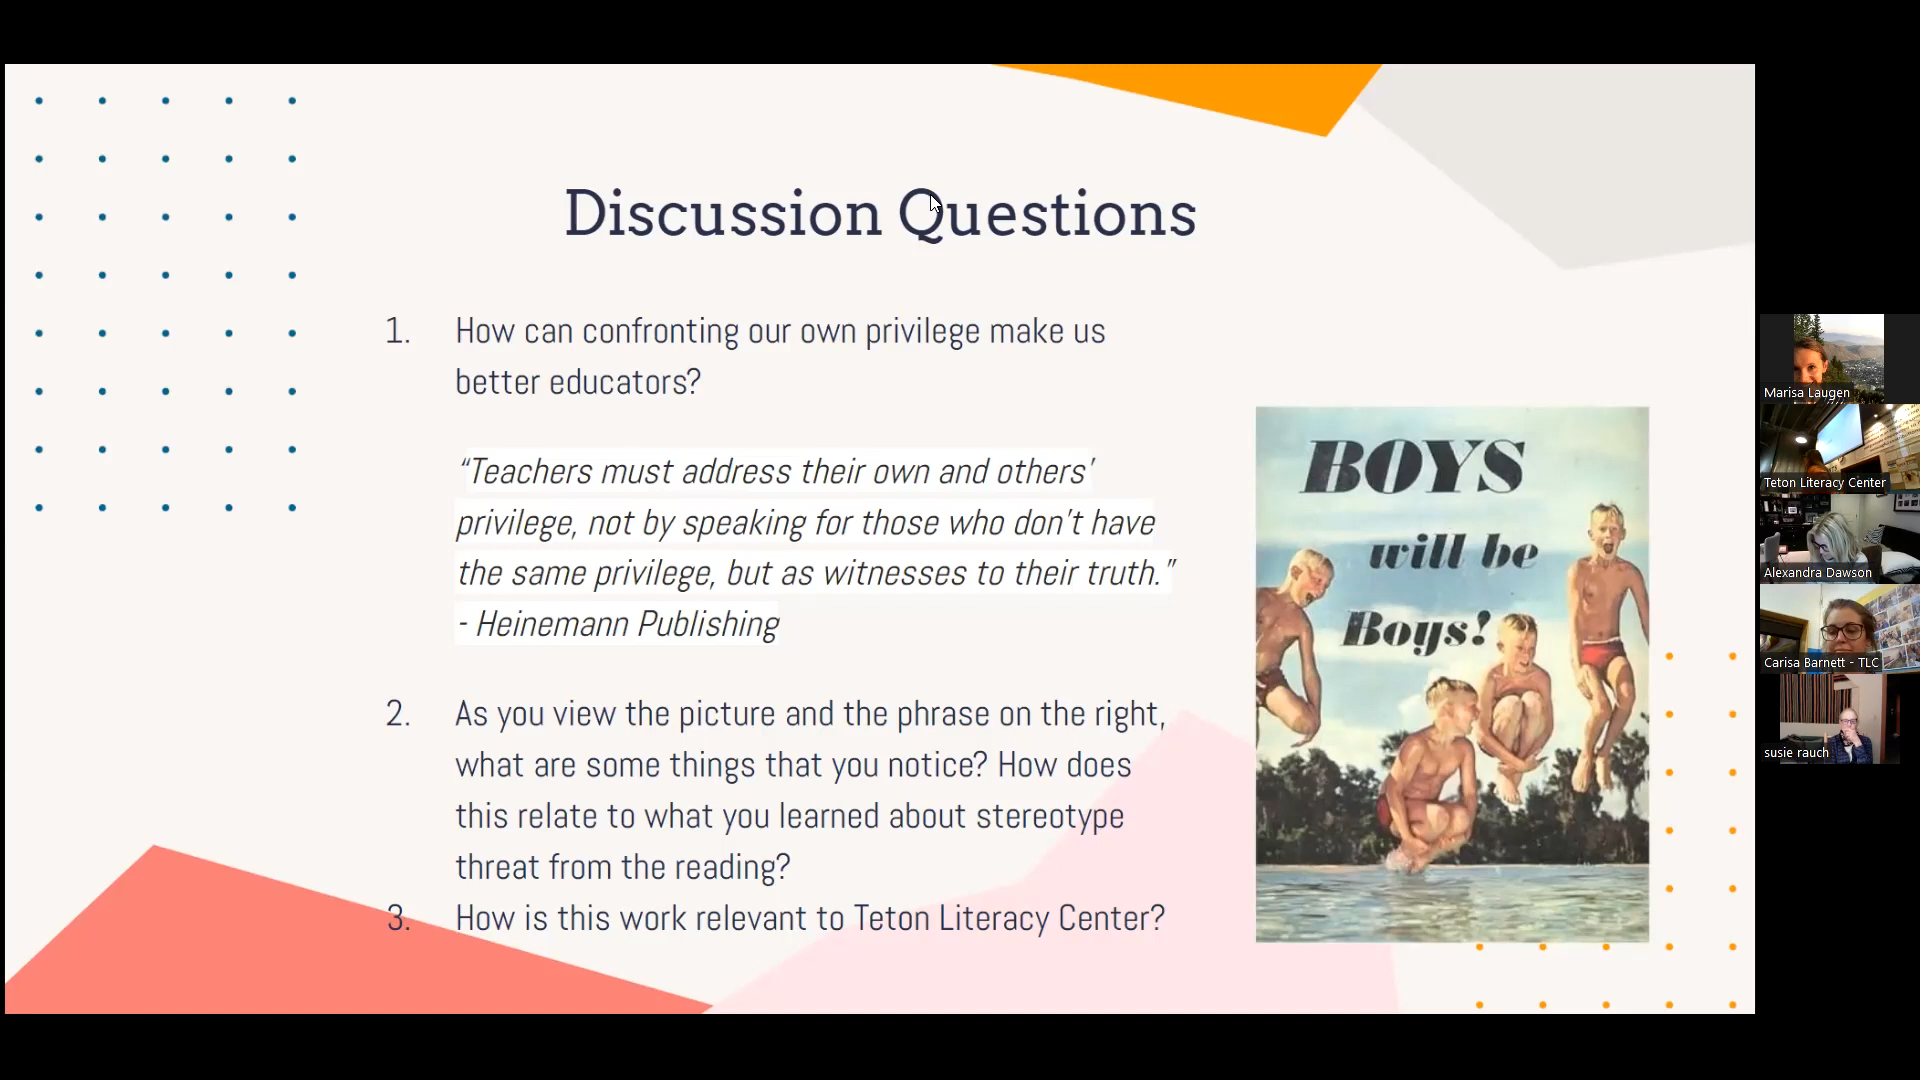 Discussion Questions
1. How can confronting our own privilege make us
better educators?
“Teachers must address their own and others’
privilege, not by speaking for those who don’t have
the same privilege, but as witnesses to their truth.”
- Heinemann Publishing
2. As you view the picture and the phrase on the right,
what are some things that you notice? How does
this relate to what you learned about stereotype
threat from the reading?
3. How is this work relevant to Teton Literacy Center?
BOYS
will be
Boys!
Marisa Laugen
Teton Literacy Center
Alexandra Dawson
Carisa Barnett - TLC
susie rauch